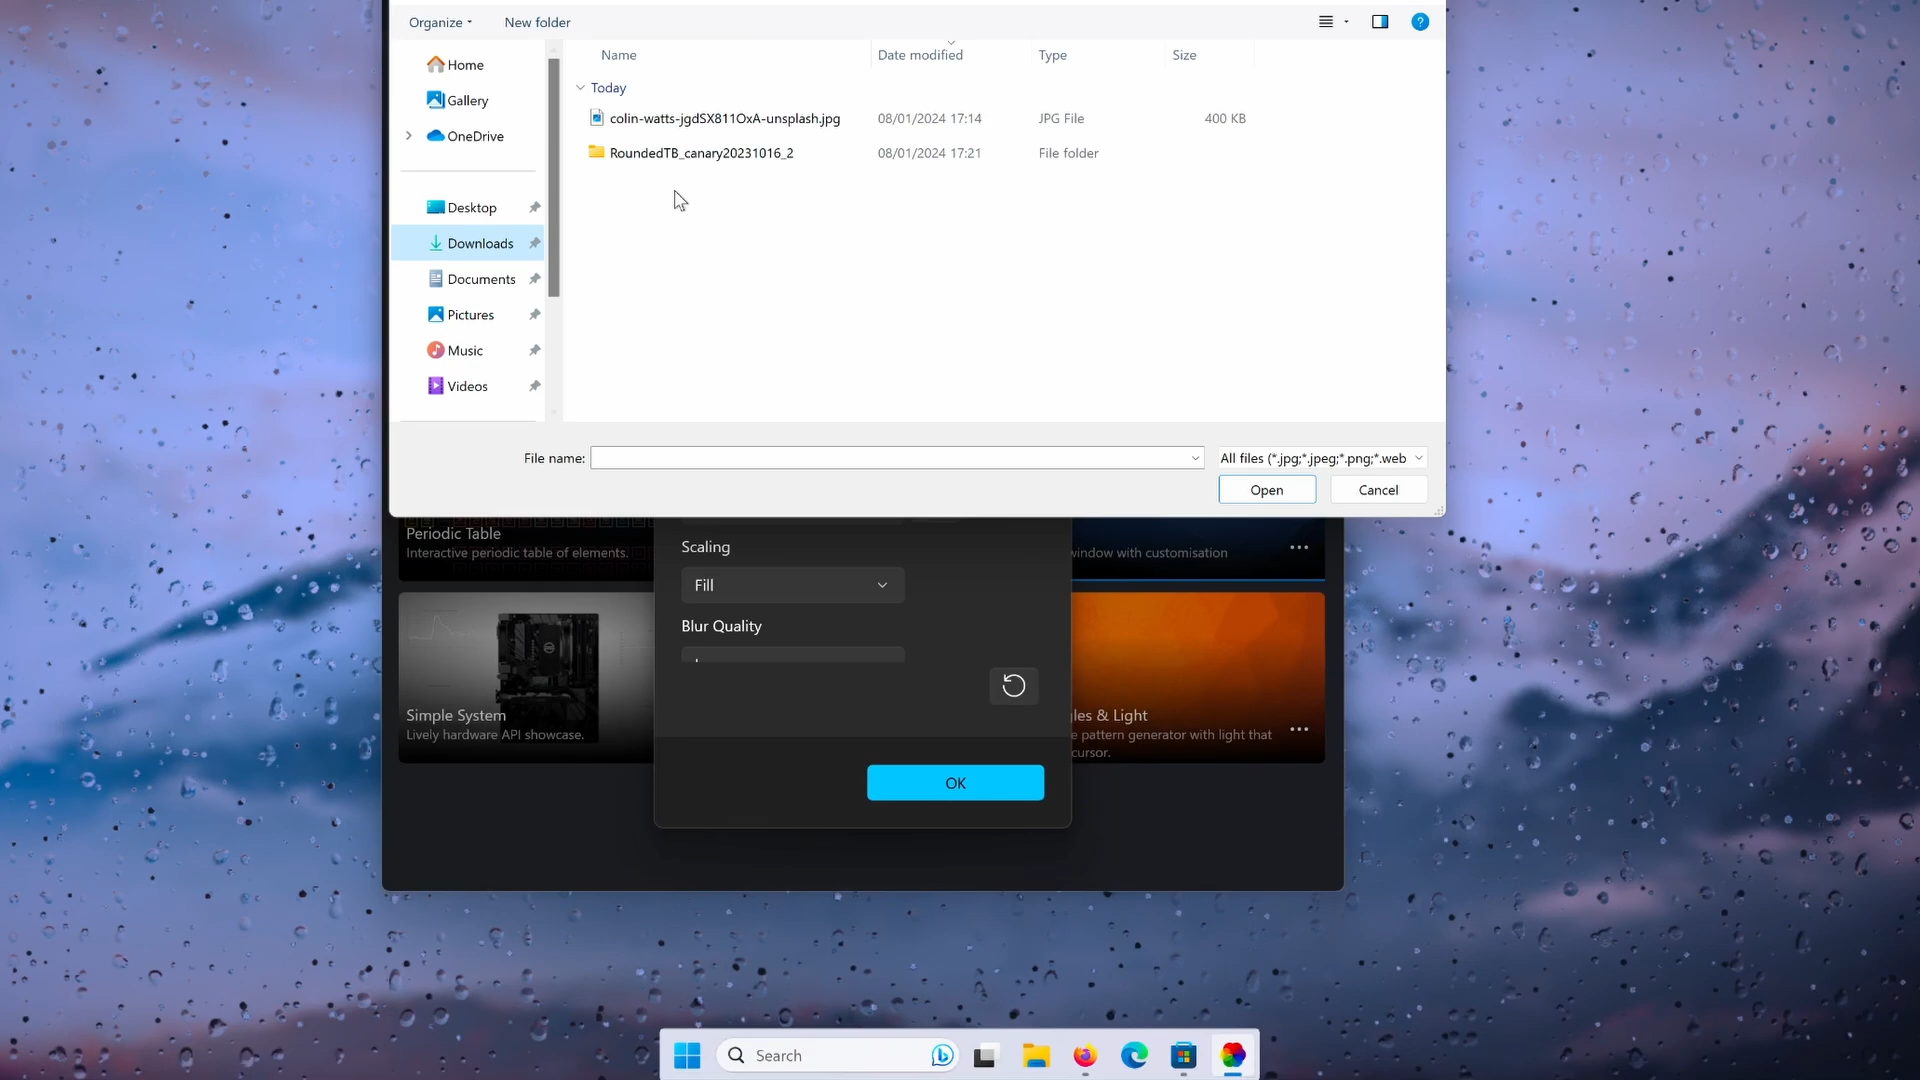 Organize
New folder
?
Name
Date modified
Type
Size
Home
Gallery
OneDrive
Desktop
Downloads
Documents
Pictures
Music
Videos
Today
colin-watts-jgdSX811OxA-unsplash.jpg 08/01/2024 17:14 JPG File 400 KB
RoundedTB_canary20231016_2 08/01/2024 17:21 File folder
File name:
All files (*.jpg;*.jpeg;*.png;*.web
Open
Cancel
Periodic Table
Interactive periodic table of elements.
Scaling
Fill
Blur Quality
window with customisation
Simple System
Lively hardware API showcase.
les & Light
e pattern generator with light that
cursor.
OK
Search